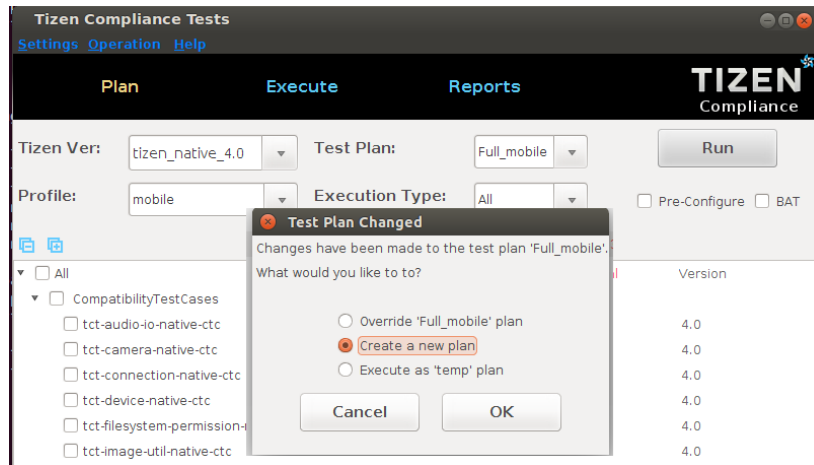 Tizen Compliance Tests
Settings Operation Help
Plan Execute Reports
TIZEN
Compliance
Tizen Ver: tizen_native_4.0 Test Plan: Full_mobile Run
Profile: mobile Execution Type: All Pre-Configure BAT
Test Plan Changed
Changes have been made to the test plan 'Full_mobile'.
What would you like to to?
Override 'Full_mobile' plan
Create a new plan
Execute as 'temp' plan
Cancel OK
All Version
CompatibilityTestCases
tct-audio-io-native-ctc 4.0
tct-camera-native-ctc 4.0
tct-connection-native-ctc 4.0
tct-device-native-ctc 4.0
tct-filesystem-permission- 4.0
tct-image-util-native-ctc 4.0